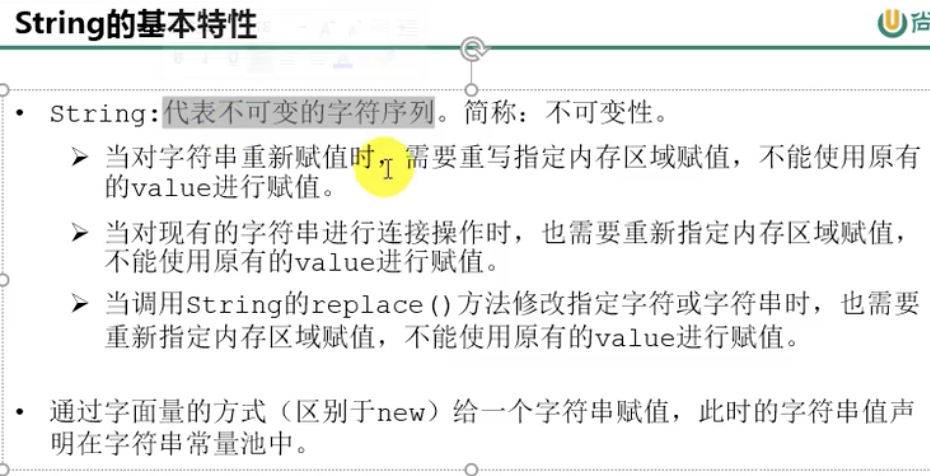 String的基本特性
尚
• String:代表不可变的字符序列。简称：不可变性。
➢ 当对字符串重新赋值时，需要重写指定内存区域赋值，不能使用原有
的value进行赋值。
➢ 当对现有的字符串进行连接操作时，也需要重新指定内存区域赋值，
不能使用原有的value进行赋值。
➢ 当调用String的replace()方法修改指定字符或字符串时，也需要
重新指定内存区域赋值，不能使用原有的value进行赋值。
• 通过字面量的方式（区别于new）给一个字符串赋值，此时的字符串值声
明在字符串常量池中。